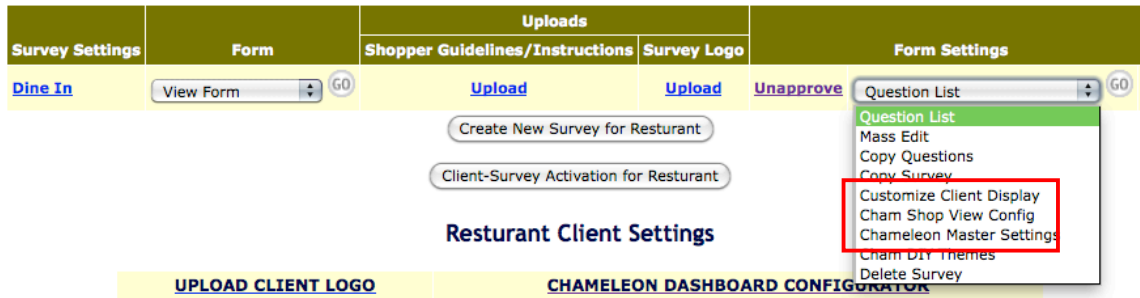 Uploads
Survey Settings Form Shopper Guidelines/Instructions Survey Logo Form Settings
Dine In View Form GO Upload Upload Unapprove Question List GO
Question List
Mass Edit
Copy Questions
Copy Survey
Customize Client Display
Cham Shop View Config
Chameleon Master Settings
Cham DIY Themes
Delete Survey
Create New Survey for Resturant
Client-Survey Activation for Resturant
Resturant Client Settings
UPLOAD CLIENT LOGO CHAMELEON DASHBOARD CONFIGURATOR